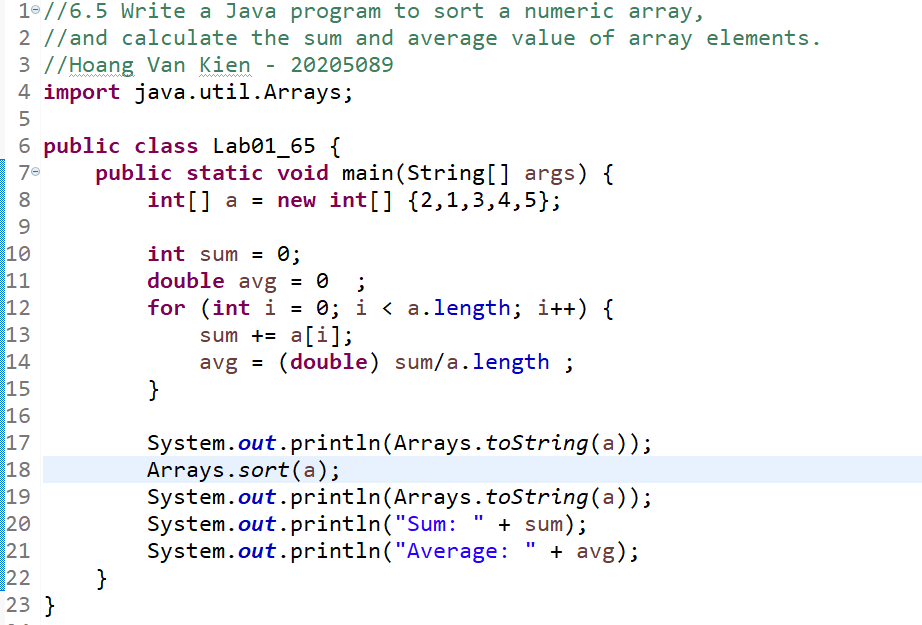 1 //6.5 Write a Java program to sort a numeric array,
2 //and calculate the sum and average value of array elements.
3 //Hoang Van Kien - 20205089
4 import java.util.Arrays;
5
6 public class Lab01_65 {
7     public static void main(String[] args) {
8         int[] a = new int[] {2,1,3,4,5};
9
10         int sum = 0;
11         double avg = 0  ;
12         for (int i = 0; i < a.length; i++) {
13             sum += a[i];
14             avg = (double) sum/a.length ;
15         }
16
17         System.out.println(Arrays.toString(a));
18         Arrays.sort(a);
19         System.out.println(Arrays.toString(a));
20         System.out.println("Sum: " + sum);
21         System.out.println("Average: " + avg);
22     }
23 }